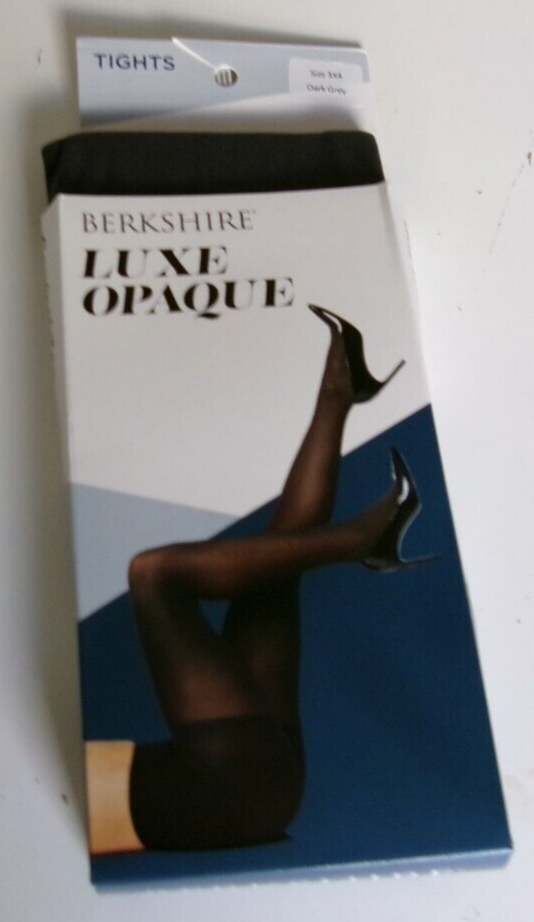 TIGHTS
Size 3X4
Dark Grey
BERKSHIRE
LUXE
OPAQUE